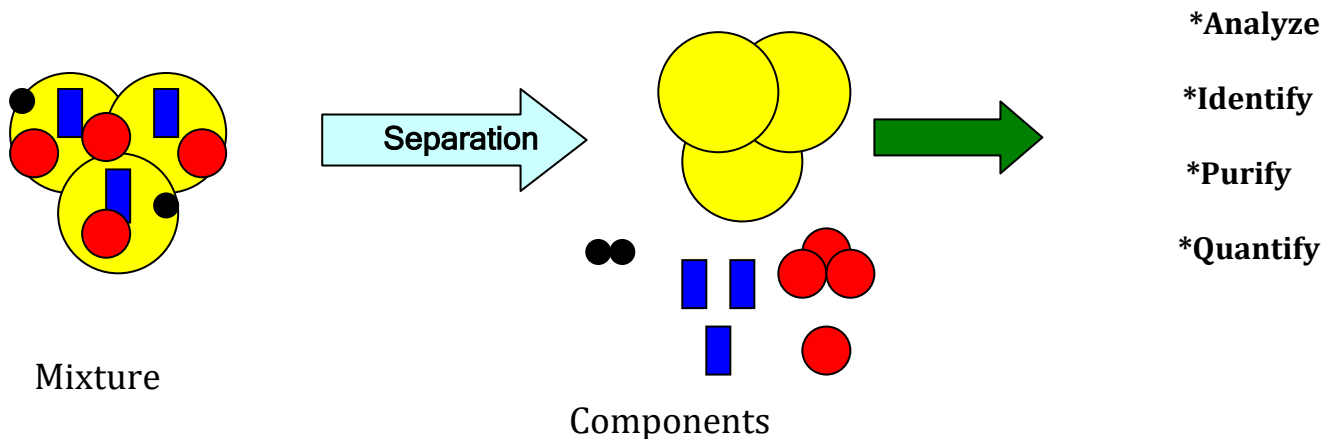 *Analyze
*Identify
Separation
*Purify
*Quantify
Mixture
Components